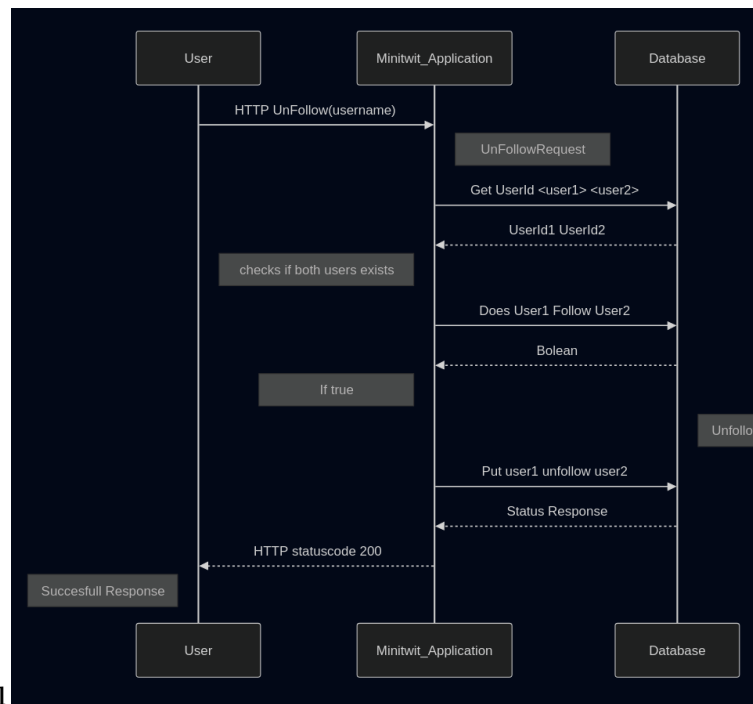 User
Minitwit_Application
Database
HTTP UnFollow(username)
UnFollowRequest
Get UserId <user1> <user2>
UserId1 UserId2
checks if both users exists
Does User1 Follow User2
Bolean
If true
Unfollo
Put user1 unfollow user2
Status Response
HTTP statuscode 200
Succesfull Response
User
Minitwit_Application
Database